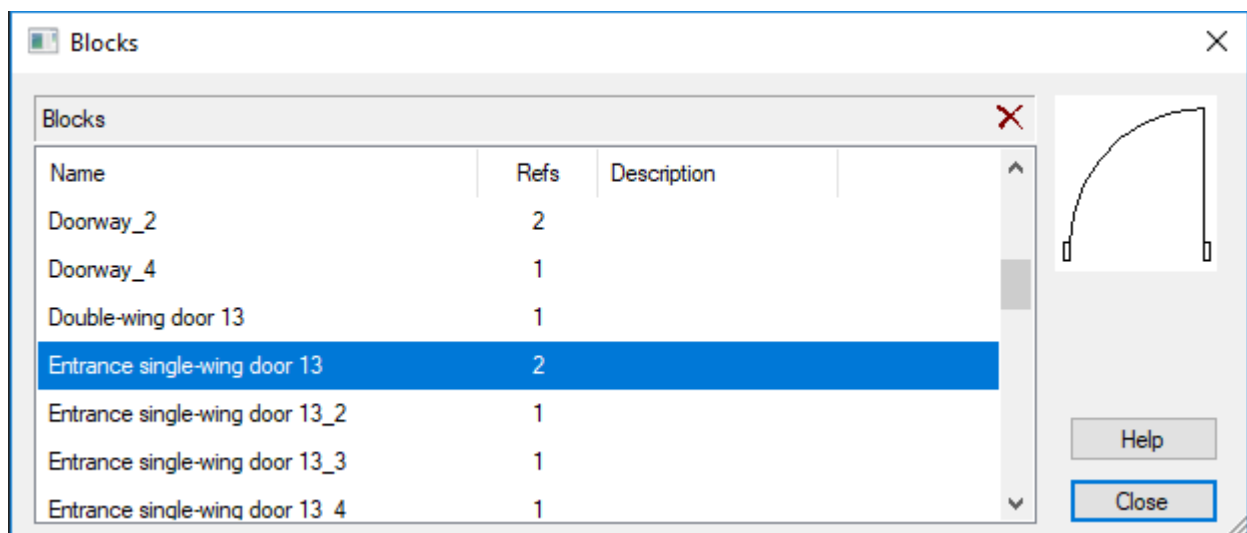 Blocks
Blocks
Name Refs Description
Doorway_2 2
Doorway_4 1
Double-wing door 13 1
Entrance single-wing door 13 2
Entrance single-wing door 13_2 1
Entrance single-wing door 13_3 1
Entrance single-wing door 13_4 1
Help
Close